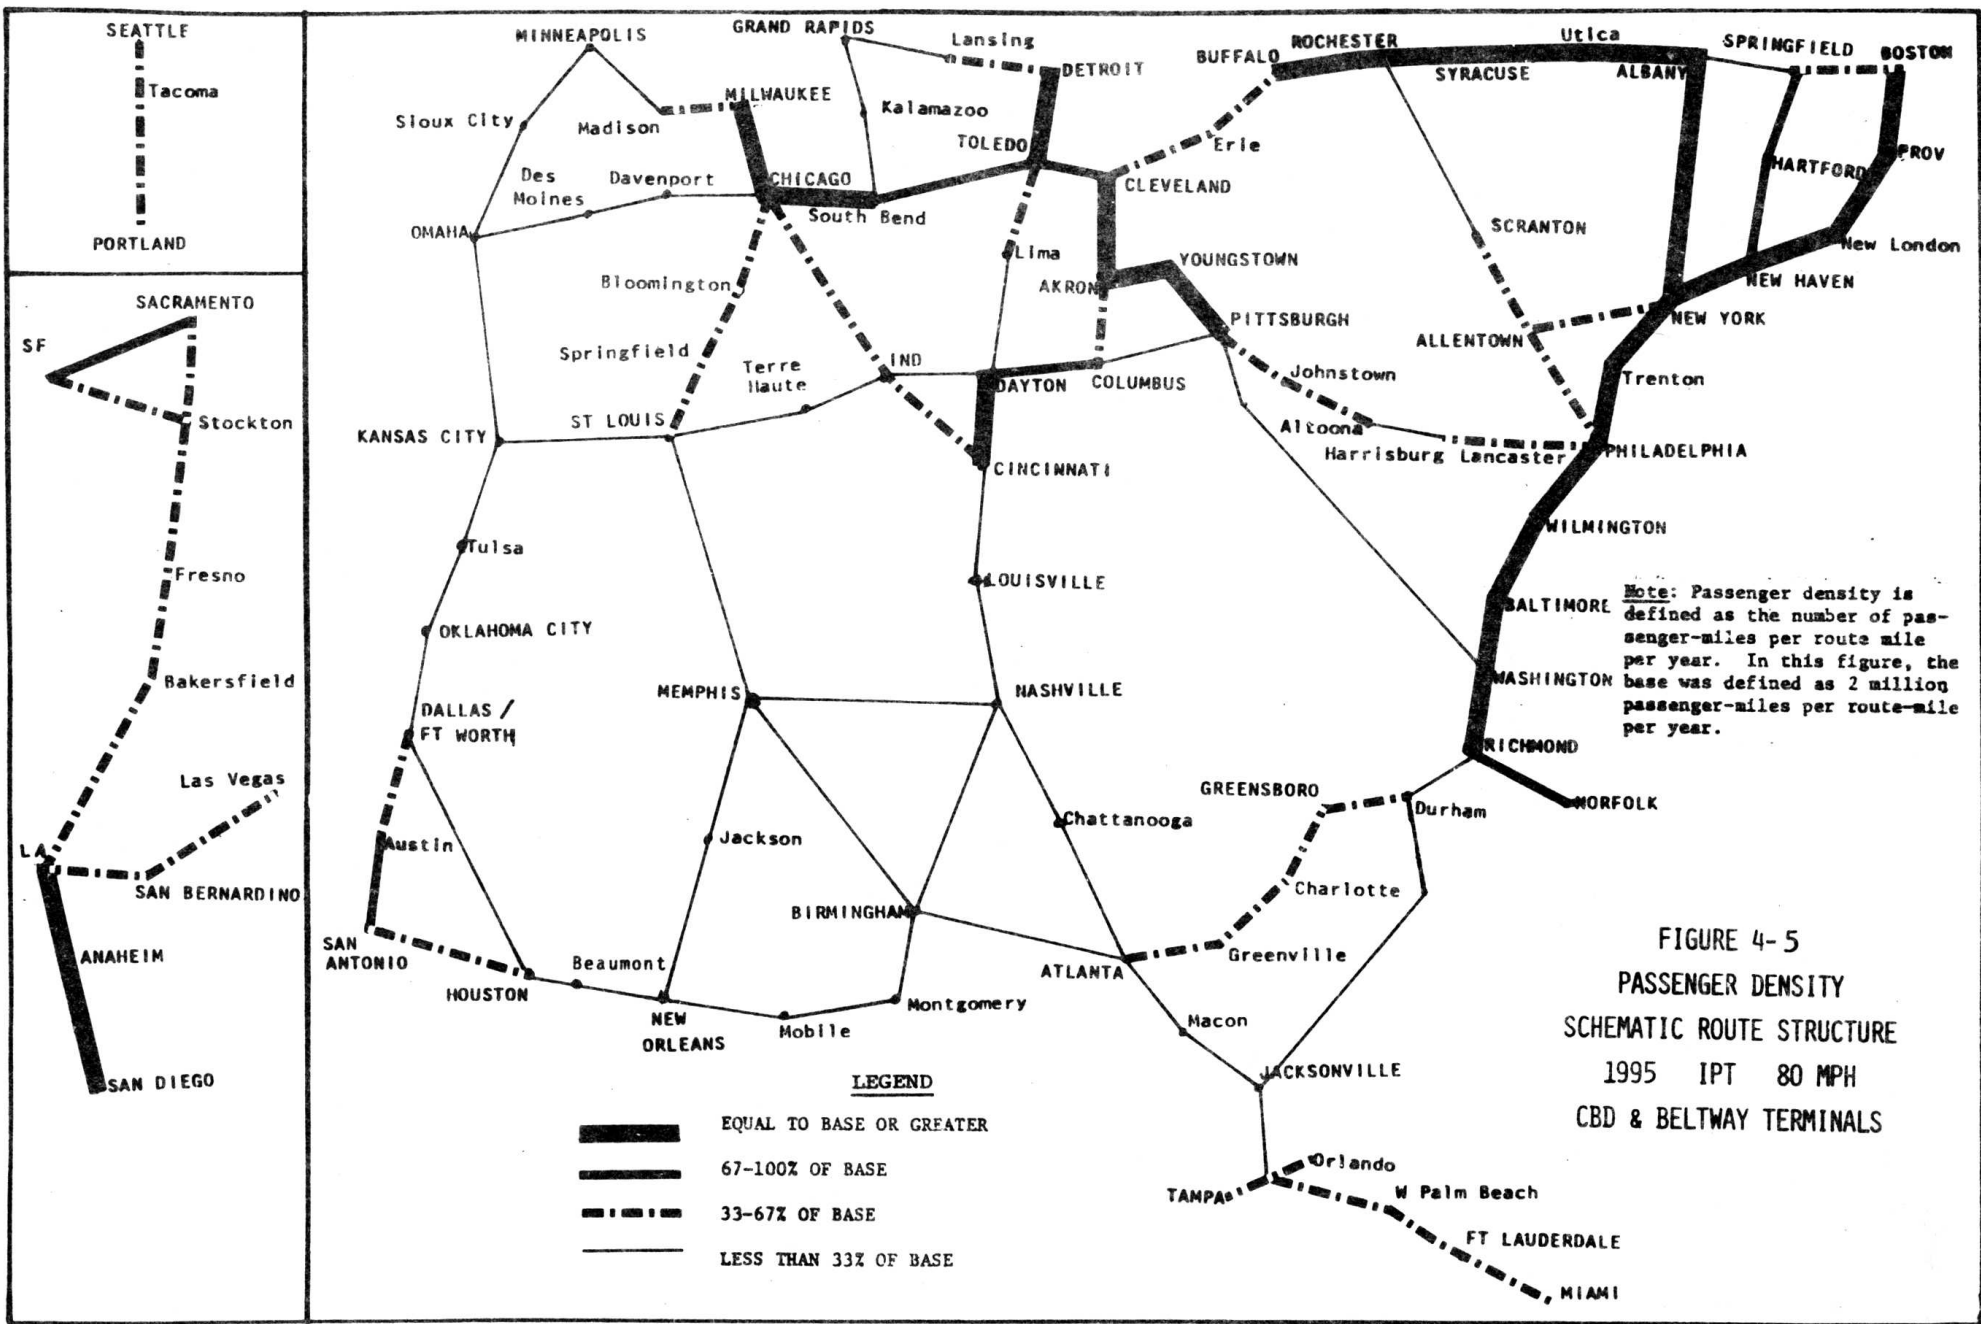 SEATTLE
Tacoma
PORTLAND
SACRAMENTO
SF
Stockton
Fresno
Bakersfield
Las Vegas
LA
SAN BERNARDINO
ANAHEIM
SAN DIEGO
MINNEAPOLIS
GRAND RAPIDS
Lansing
DETROIT
BUFFALO
ROCHESTER
Utica
SYRACUSE
ALBANY
SPRINGFIELD
BOSTON
MILWAUKEE
Sioux City
Madison
Kalamazoo
TOLEDO
Erie
PROV
HARTFORD
Des
Moines
Davenport
CHICAGO
South Bend
CLEVELAND
OMAHA
Lima
SCRANTON
New London
Bloomington
AKRON
YOUNGSTOWN
NEW HAVEN
PITTSBURGH
ALLENTOWN
NEW YORK
Springfield
Terre
Haute
IND
DAYTON
COLUMBUS
Johnstown
Trenton
KANSAS CITY
ST LOUIS
Altoona
Harrisburg
Lancaster
PHILADELPHIA
CINCINNATI
WILMINGTON
Tulsa
LOUISVILLE
BALTIMORE
OKLAHOMA CITY
WASHINGTON
Note: Passenger density is
defined as the number of pas-
senger-miles per route mile
per year. In this figure, the
base was defined as 2 million
passenger-miles per route-mile
per year.
MEMPHIS
NASHVILLE
DALLAS /
FT WORTH
RICHMOND
GREENSBORO
Durham
NORFOLK
Austin
Jackson
Chattanooga
Charlotte
BIRMINGHAM
SAN
ANTONIO
Beaumont
HOUSTON
ATLANTA
Greenville
NEW
ORLEANS
Mobile
Montgomery
Macon
JACKSONVILLE
Orlando
TAMPA
W Palm Beach
FT LAUDERDALE
MIAMI
LEGEND
EQUAL TO BASE OR GREATER
67-100% OF BASE
33-67% OF BASE
LESS THAN 33% OF BASE
FIGURE 4-5
PASSENGER DENSITY
SCHEMATIC ROUTE STRUCTURE
1995 IPT 80 MPH
CBD & BELTWAY TERMINALS